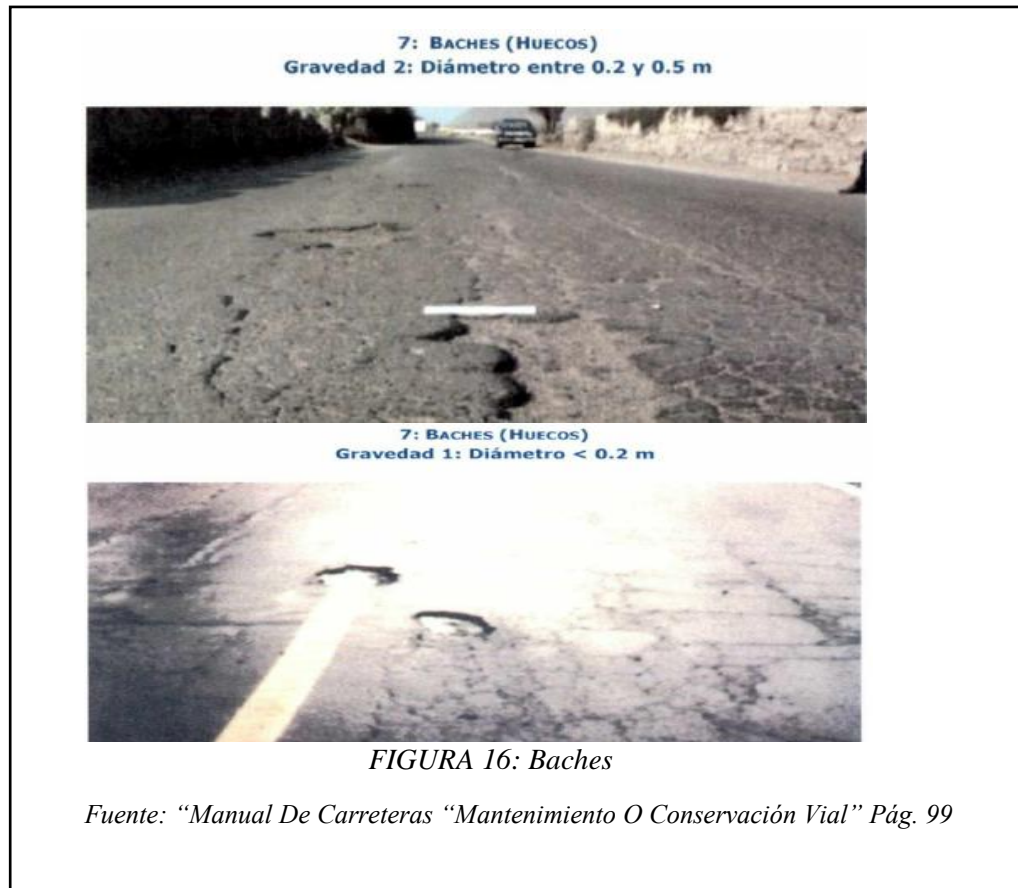 7: BACHES (HUECOS)
Gravedad 2: Diámetro entre 0.2 y 0.5 m
7: BACHES (HUECOS)
Gravedad 1: Diámetro < 0.2 m
FIGURA 16: Baches
Fuente: “Manual De Carreteras “Mantenimiento O Conservación Vial” Pág. 99